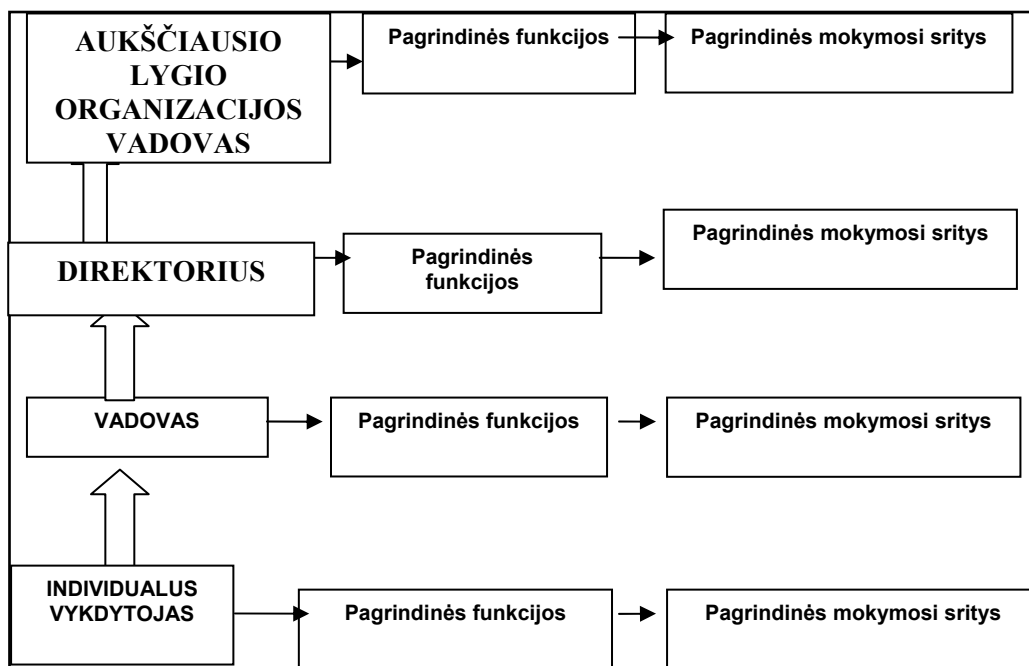 AUKŠČIAUSIO
LYGIO
ORGANIZACIJOS
VADOVAS
Pagrindinės funkcijos
Pagrindinės mokymosi sritys
DIREKTORIUS
Pagrindinės
funkcijos
Pagrindinės mokymosi sritys
VADOVAS
Pagrindinės funkcijos
Pagrindinės mokymosi sritys
INDIVIDUALUS
VYKDYTOJAS
Pagrindinės funkcijos
Pagrindinės mokymosi sritys